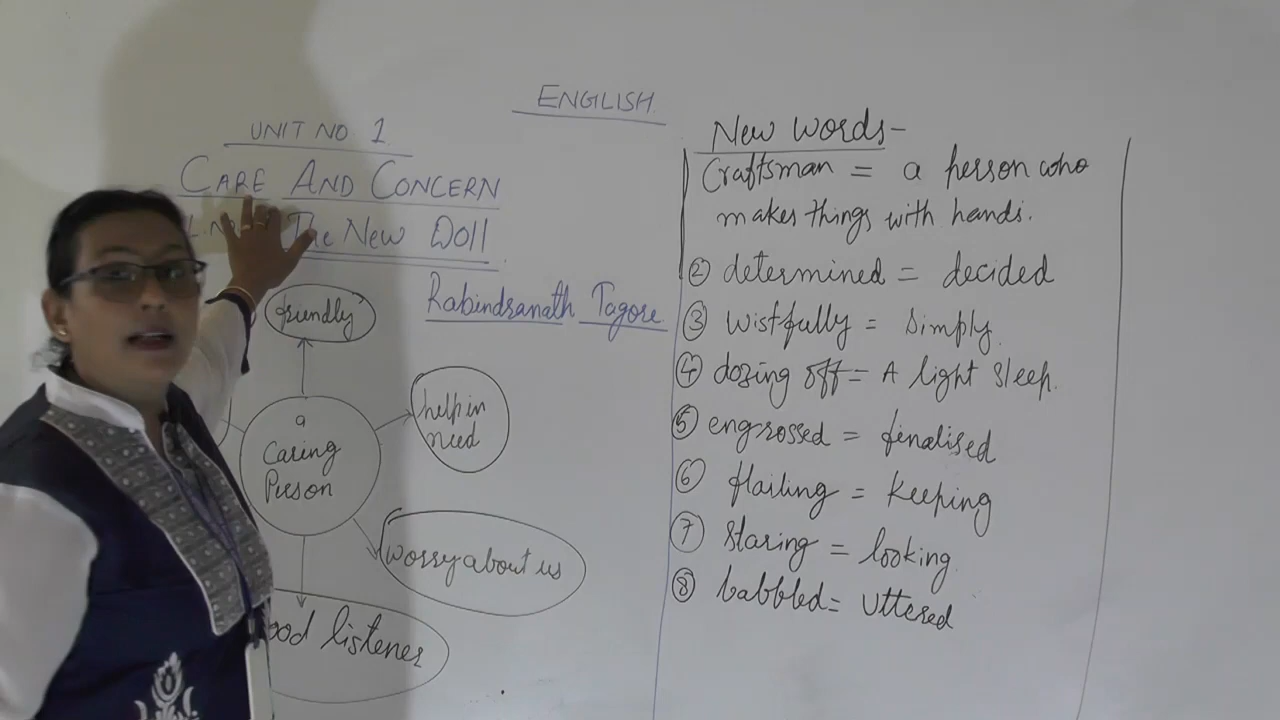 ENGLISH
UNIT NO 1
CARE AND CONCERN
The New Doll
Rabindranath Tagore
friendly
a
Caring
Person
help in
need
worry about us
ood listener
New words-
Craftsman = a person who
makes things with hands.
② determined = decided
③ wistfully = simply.
④ dozing off = A light sleep.
⑤ engrossed = finalised
⑥ flailing = keeping
⑦ staring = looking.
⑧ babbled = uttered